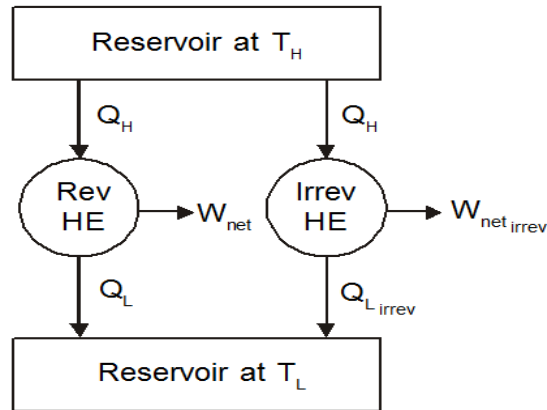 Reservoir at T_H
Q_H
Q_H
Rev
HE
W_net
Irrev
HE
W_net irrev
Q_L
Q_L irrev
Reservoir at T_L